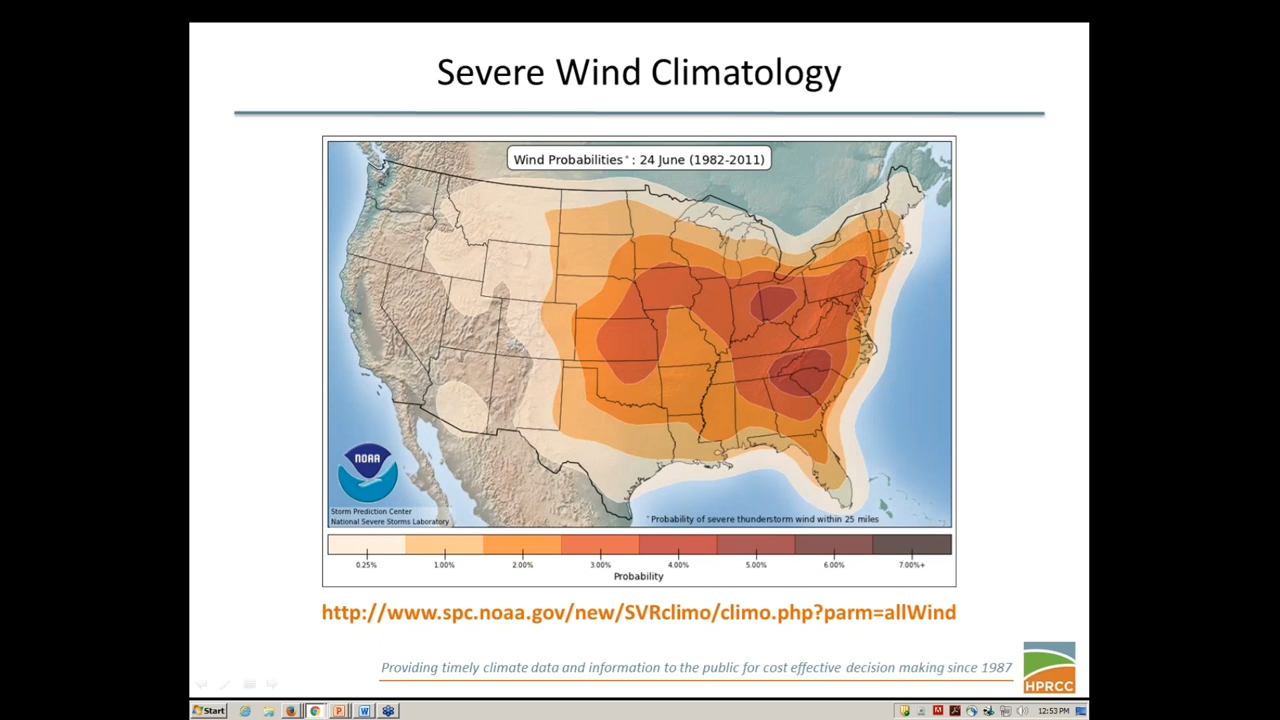 Severe Wind Climatology
Wind Probabilities*: 24 June (1982-2011)
NOAA
Storm Prediction Center
National Severe Storms Laboratory
*Probability of severe thunderstorm wind within 25 miles
0.25% 1.00% 2.00% 3.00% 4.00% 5.00% 6.00% 7.00%+
Probability
http://www.spc.noaa.gov/new/SVRclimo/climo.php?parm=allWind
Providing timely climate data and information to the public for cost effective decision making since 1987
HPRCC
Start
12:53 PM